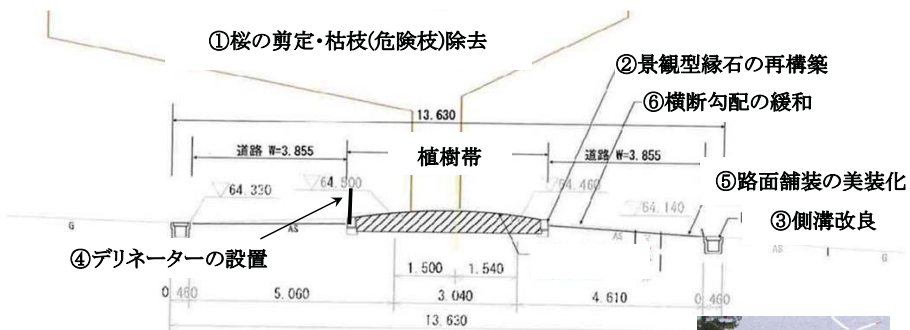 ①桜の剪定・枯枝(危険枝)除去
②景観型縁石の再構築
⑥横断勾配の緩和
13.630
道路 W=3.855
植樹帯
道路 W=3.855
▽64.330
▽64.500
▽64.460
▽64.140
⑤路面舗装の美装化
③側溝改良
G
AS
AS
AS
G
④デリネーターの設置
1.500
1.540
0.460
5.060
3.040
4.610
0.460
13.630